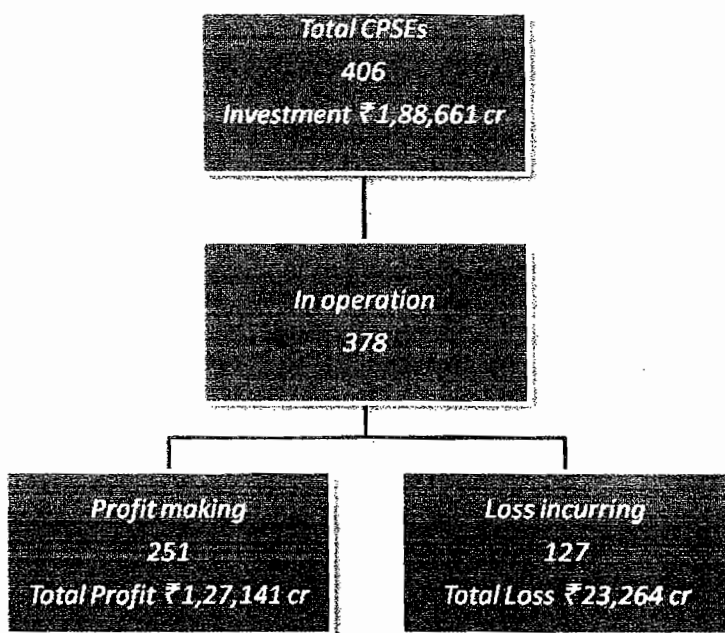 Total CPSEs
406
Investment ₹1,88,661 cr
In operation
378
Profit making
251
Total Profit ₹1,27,141 cr
Loss incurring
127
Total Loss ₹23,264 cr